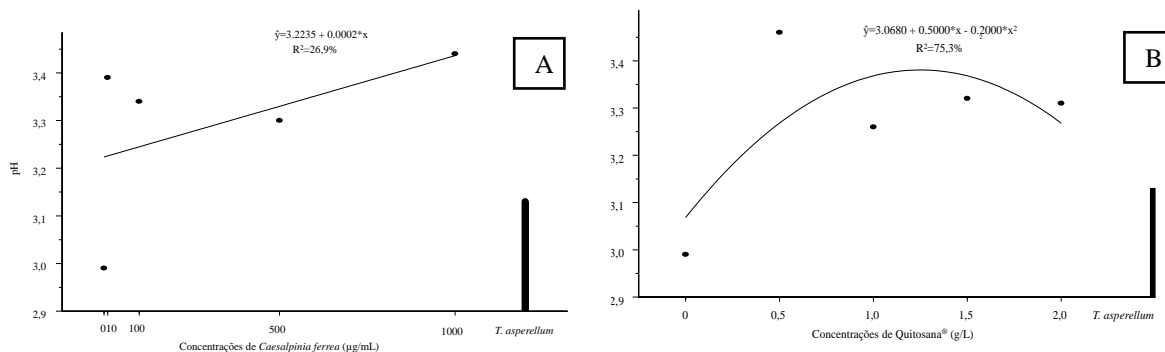 ŷ=3.2235 + 0.0002*x
R²=26,9%
A
3,4
3,3
3,2
3,1
3,0
2,9
pH
010 100 500 1000 T. asperellum
Concentrações de Caesalpinia ferrea (µg/mL)
ŷ=3.0680 + 0.5000*x - 0.2000*x²
2
R²=75,3%
B
3,4
3,3
3,2
3,1
3,0
2,9
0 0,5 1,0 1,5 2,0 T. asperellum
Concentrações de Quitosana® (g/L)